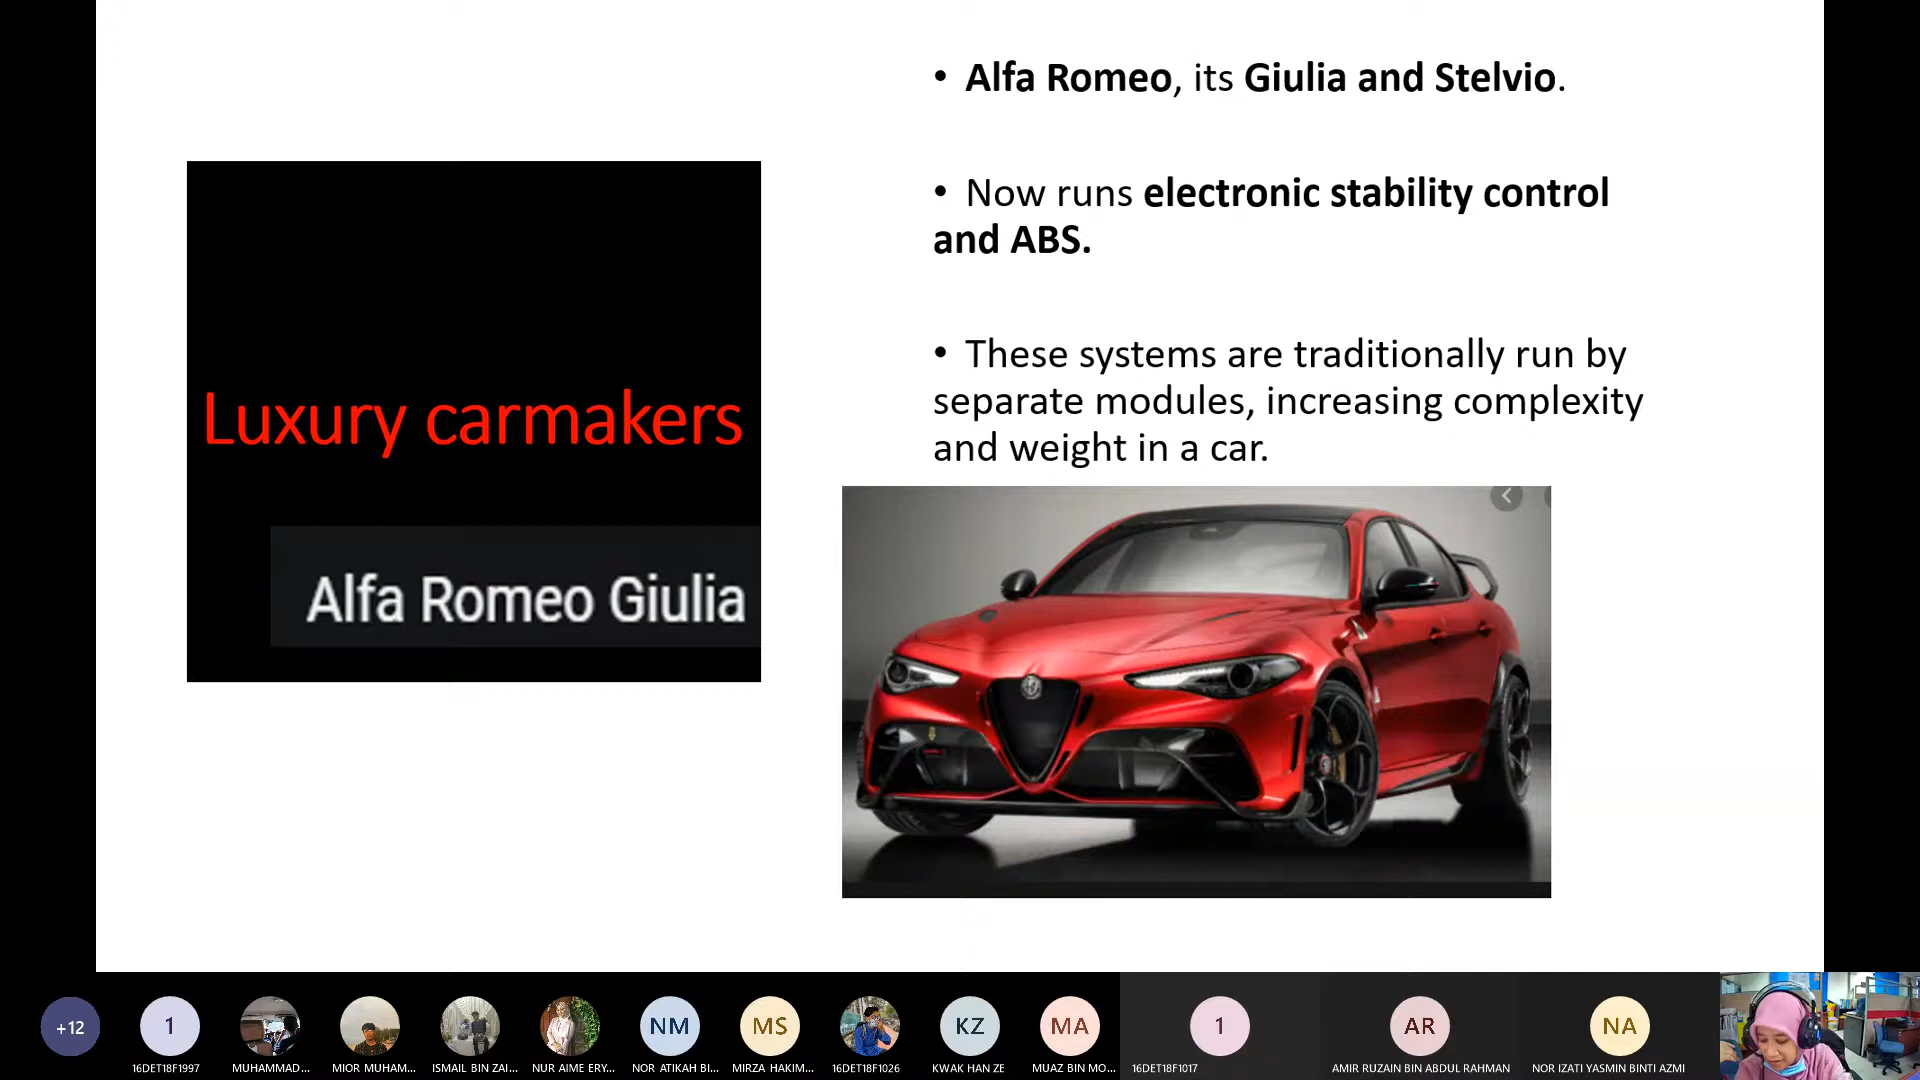 • Alfa Romeo, its Giulia and Stelvio.
• Now runs electronic stability control
and ABS.
• These systems are traditionally run by
separate modules, increasing complexity
and weight in a car.
Luxury carmakers
Alfa Romeo Giulia
+12
1
NM
MS
KZ
MA
1
AR
NA
16DET18F1997
MUHAMMAD...
MIOR MUHAM...
ISMAIL BIN ZAI...
NUR AIME ERY...
NOR ATIKAH BI...
MIRZA HAKIM...
16DET18F1026
KWAK HAN ZE
MUAZ BIN MO...
16DET18F1017
AMIR RUZAIN BIN ABDUL RAHMAN
NOR IZATI YASMIN BINTI AZMI